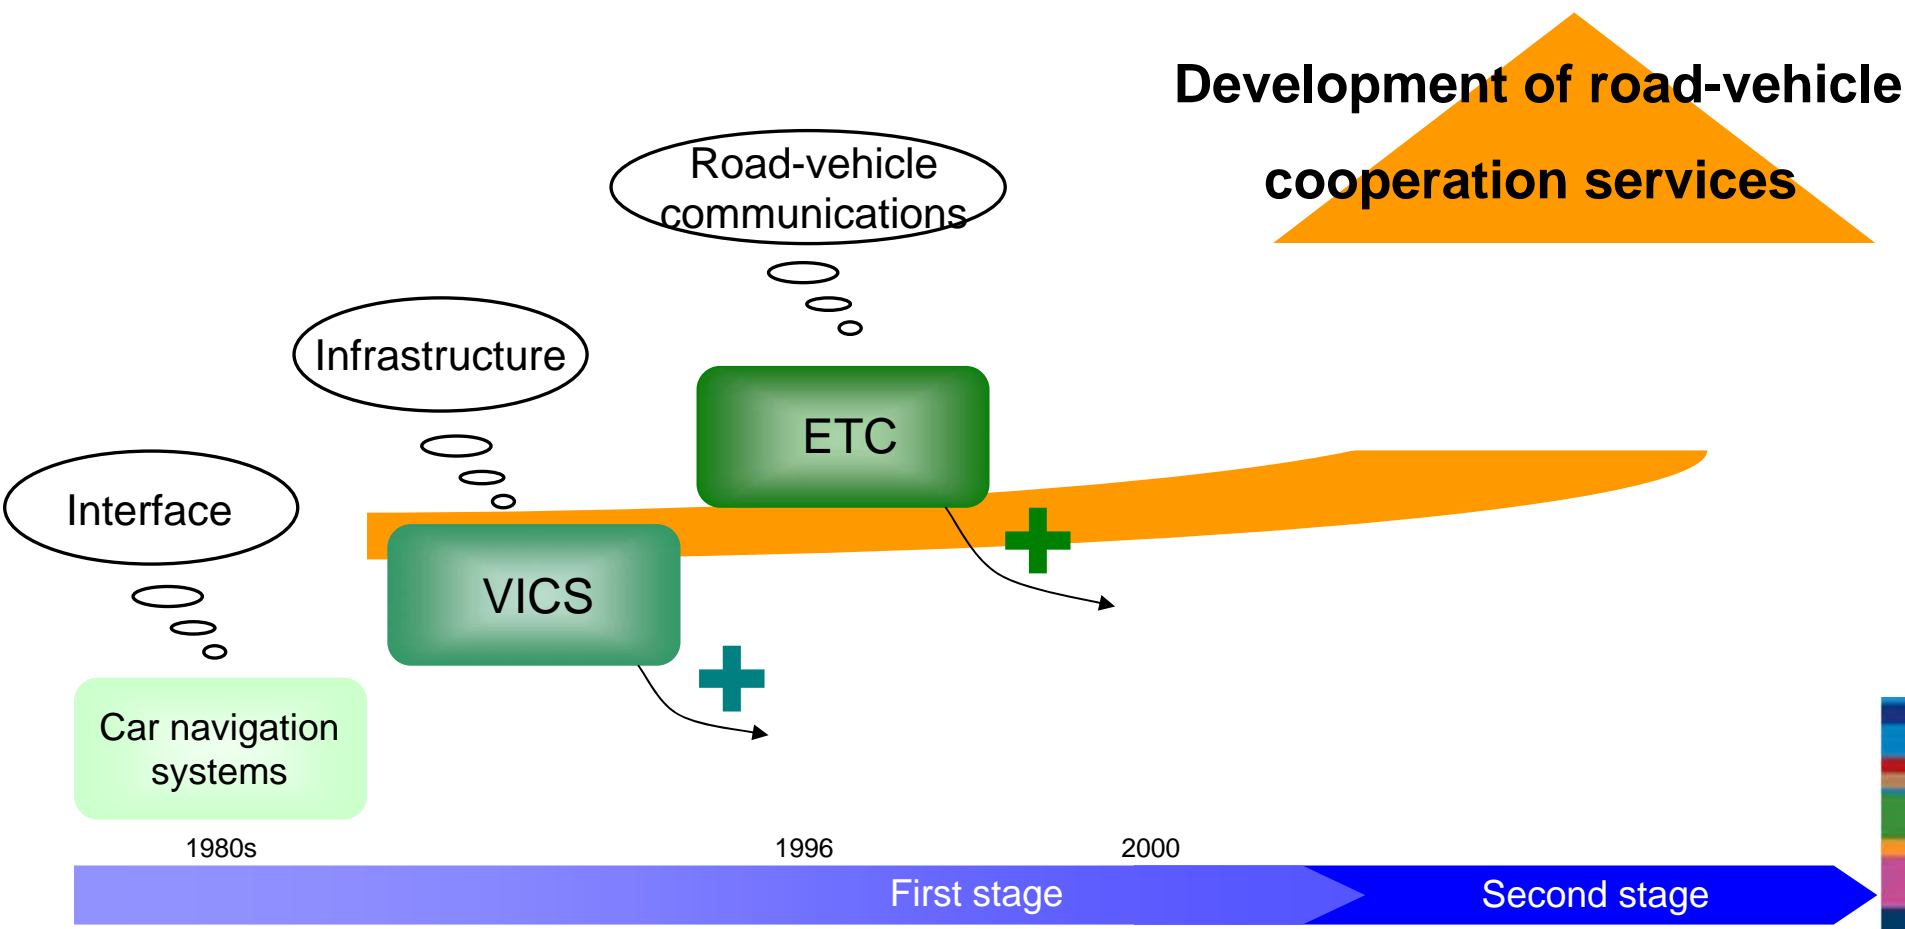 Development of road-vehicle
cooperation services
Road-vehicle
communications
Infrastructure
ETC
Interface
VICS
Car navigation
systems
1980s
1996
2000
First stage
Second stage